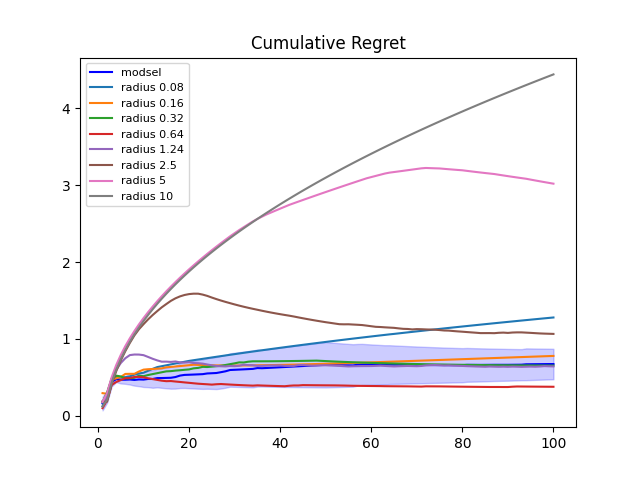 Cumulative Regret
modsel
radius 0.08
radius 0.16
radius 0.32
radius 0.64
radius 1.24
radius 2.5
radius 5
radius 10
4
3
2
1
0
0 20 40 60 80 100